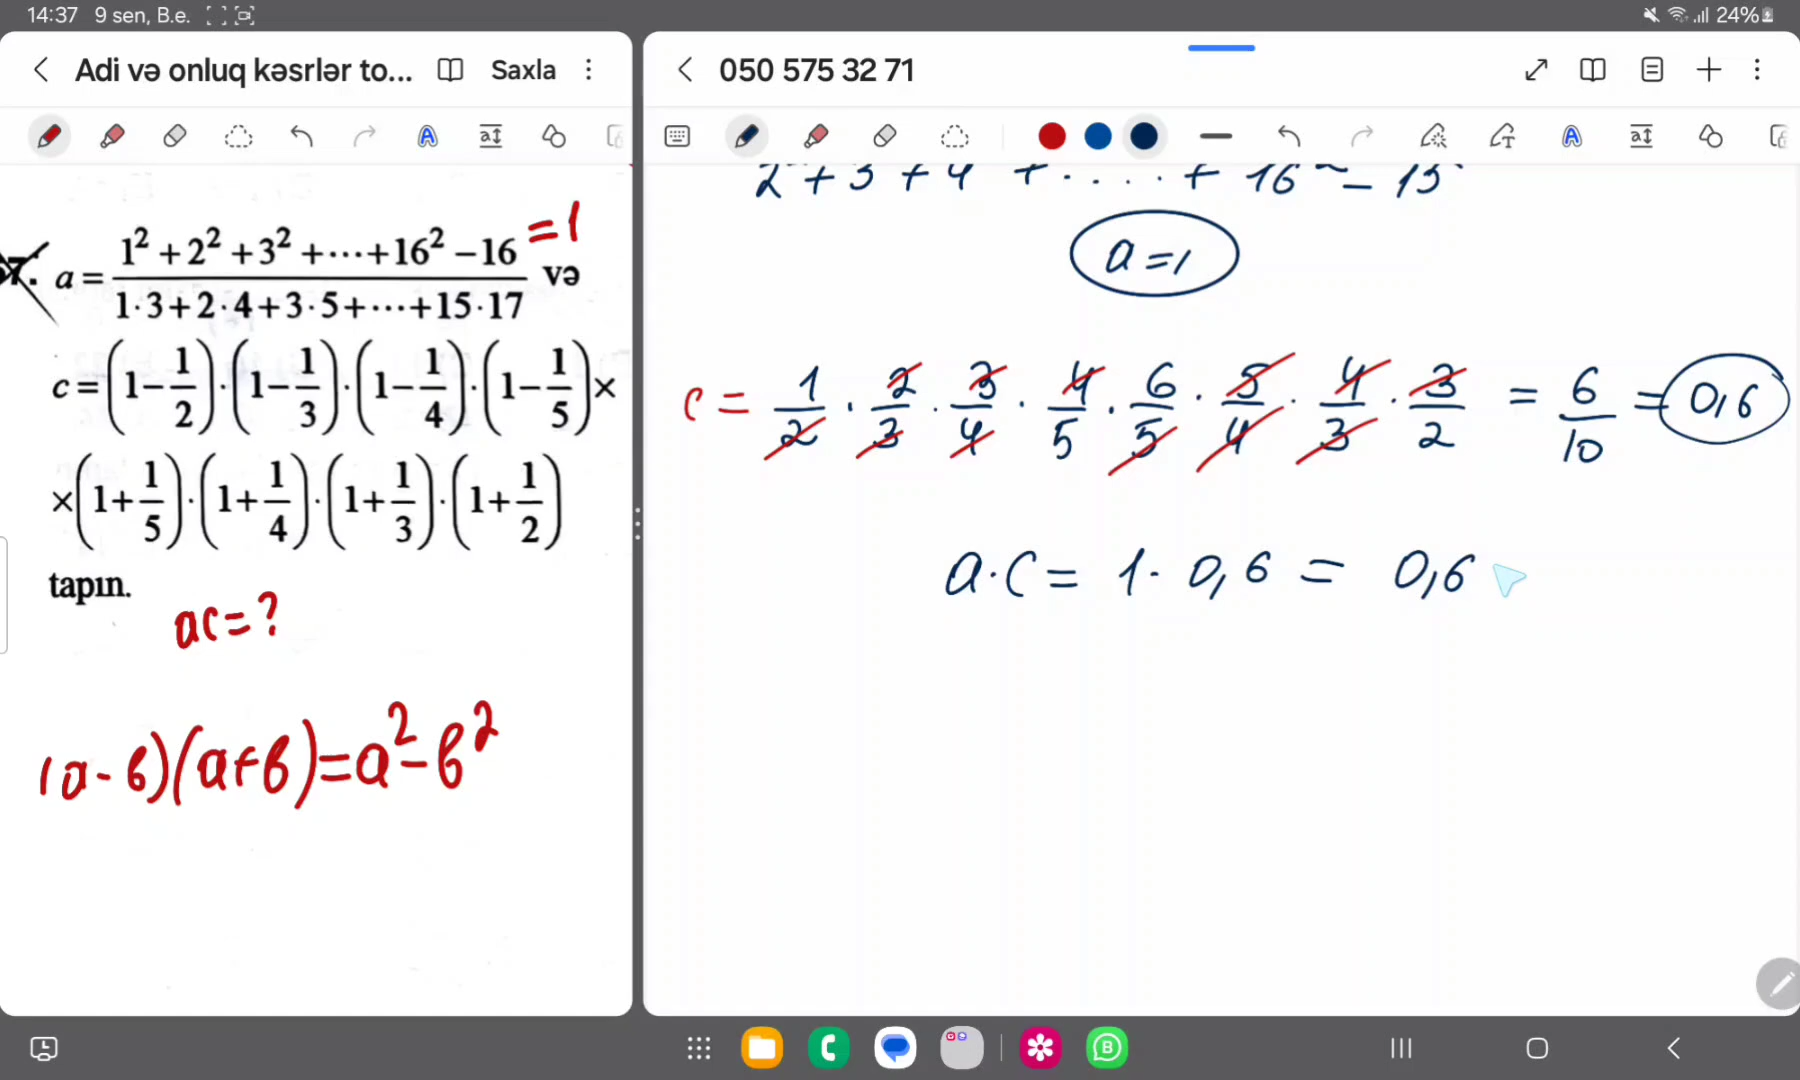 14:37 9 sen, B.e. 24%
Adi və onluq kəsrlər to... Saxla
050 575 32 71
7. a = (1² + 2² + 3² + ··· + 16² − 16) / (1·3 + 2·4 + 3·5 + ··· + 15·17) və
= 1
c = (1 − 1/2) · (1 − 1/3) · (1 − 1/4) · (1 − 1/5) ×
× (1 + 1/5) · (1 + 1/4) · (1 + 1/3) · (1 + 1/2)
tapın.
ac = ?
(a - b)(a + b) = a² - b²
a = 1
c = 1/2 · 2/3 · 3/4 · 4/5 · 6/5 · 5/4 · 4/3 · 3/2 = 6/10 = 0,6
a · c = 1 · 0,6 = 0,6